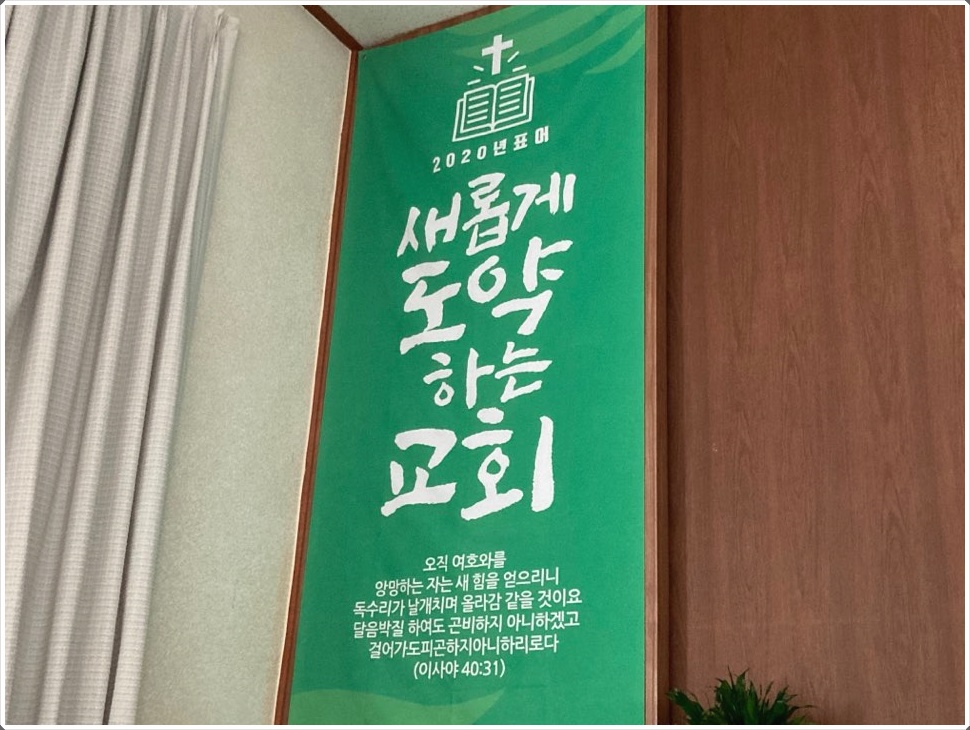 2020년표어
새롭게
도약
하는
교회
오직 여호와를
앙망하는 자는 새 힘을 얻으리니
독수리가 날개치며 올라감 같을 것이요
달음박질 하여도 곤비하지 아니하겠고
걸어가도피곤하지아니하리로다
(이사야 40:31)